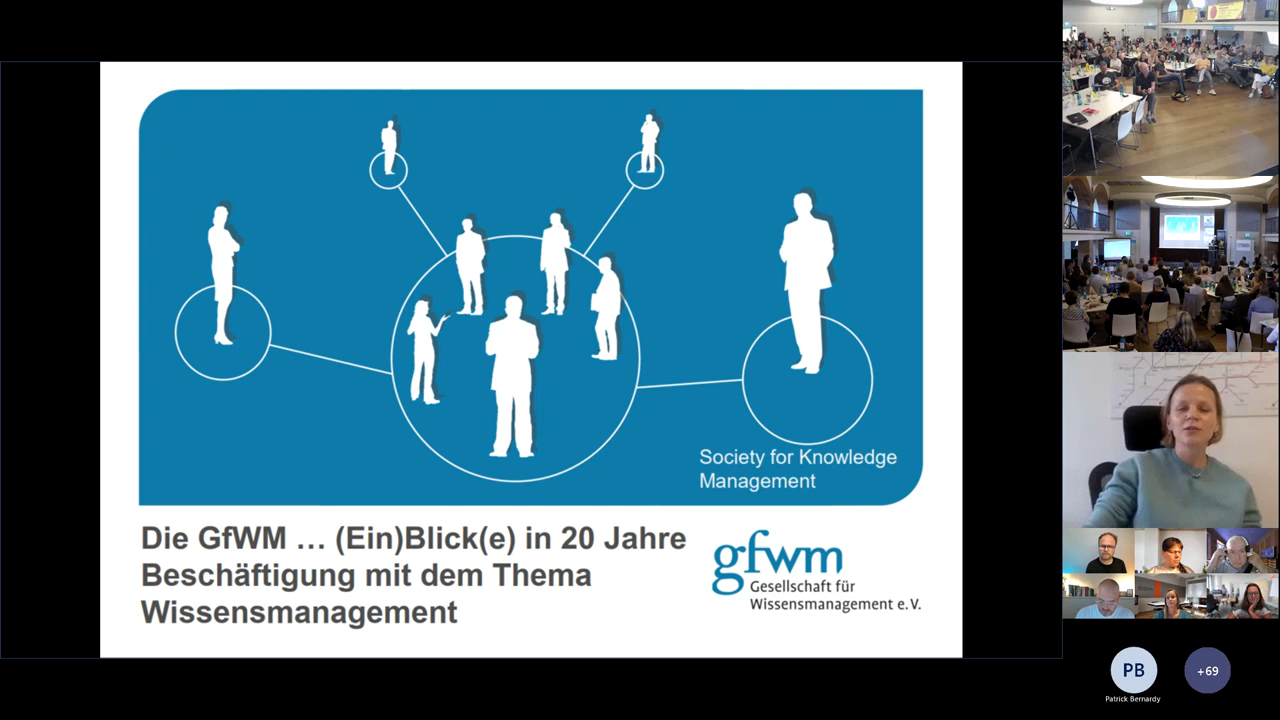 Society for Knowledge
Management
Die GfWM … (Ein)Blick(e) in 20 Jahre
Beschäftigung mit dem Thema
Wissensmanagement
gfwm
Gesellschaft für
Wissensmanagement e.V.
PB
+69
Patrick Bernardy